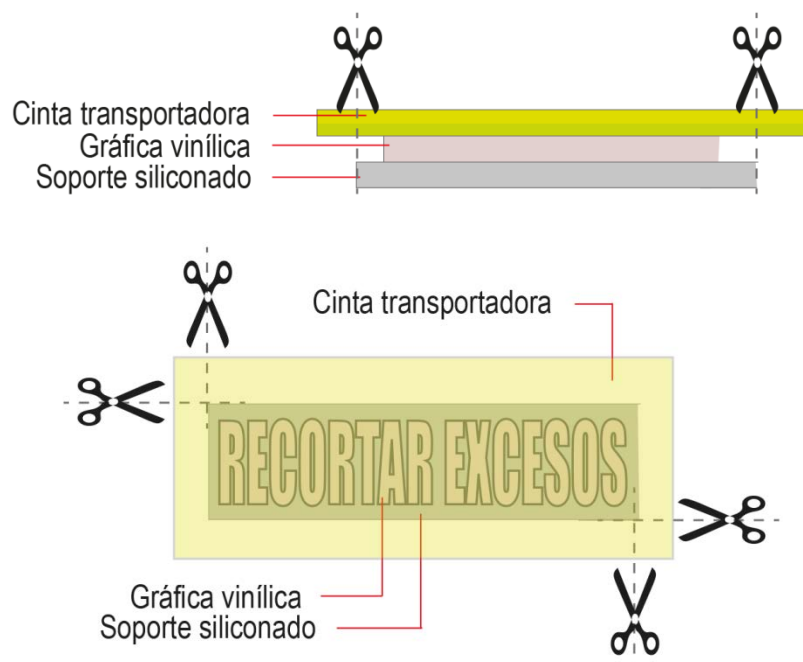 Cinta transportadora
Gráfica vinílica
Soporte siliconado
Cinta transportadora
RECORTAR EXCESOS
Gráfica vinílica
Soporte siliconado